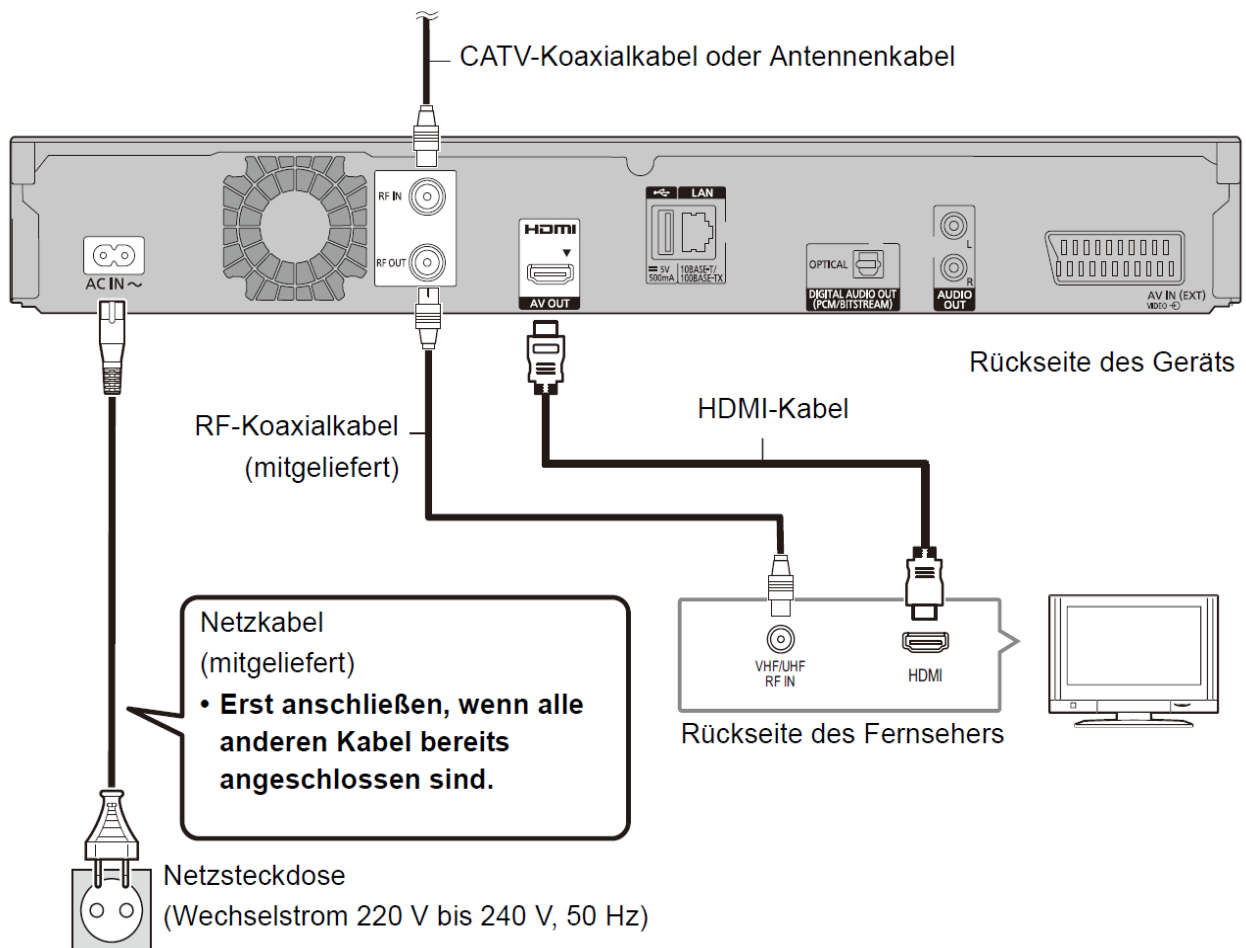 CATV-Koaxialkabel oder Antennenkabel
RF IN
RF OUT
AC IN ~
HDMI
AV OUT
LAN
5V
500mA
10BASE-T/
100BASE-TX
OPTICAL
DIGITAL AUDIO OUT
(PCM/BITSTREAM)
L
R
AUDIO
OUT
AV IN (EXT)
VIDEO
Rückseite des Geräts
RF-Koaxialkabel
(mitgeliefert)
HDMI-Kabel
Netzkabel
(mitgeliefert)
• Erst anschließen, wenn alle
anderen Kabel bereits
angeschlossen sind.
VHF/UHF
RF IN
HDMI
Rückseite des Fernsehers
Netzsteckdose
(Wechselstrom 220 V bis 240 V, 50 Hz)